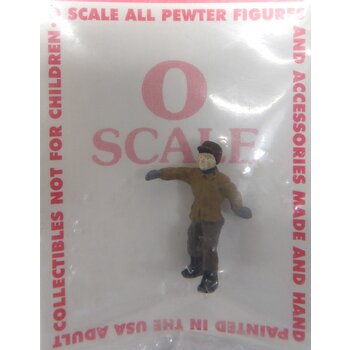 O SCALE ALL PEWTER FIGURES
AND ACCESSORIES MADE AND HAND
PAINTED IN THE USA ADULT
COLLECTIBLES NOT FOR CHILDREN.
O
SCALE